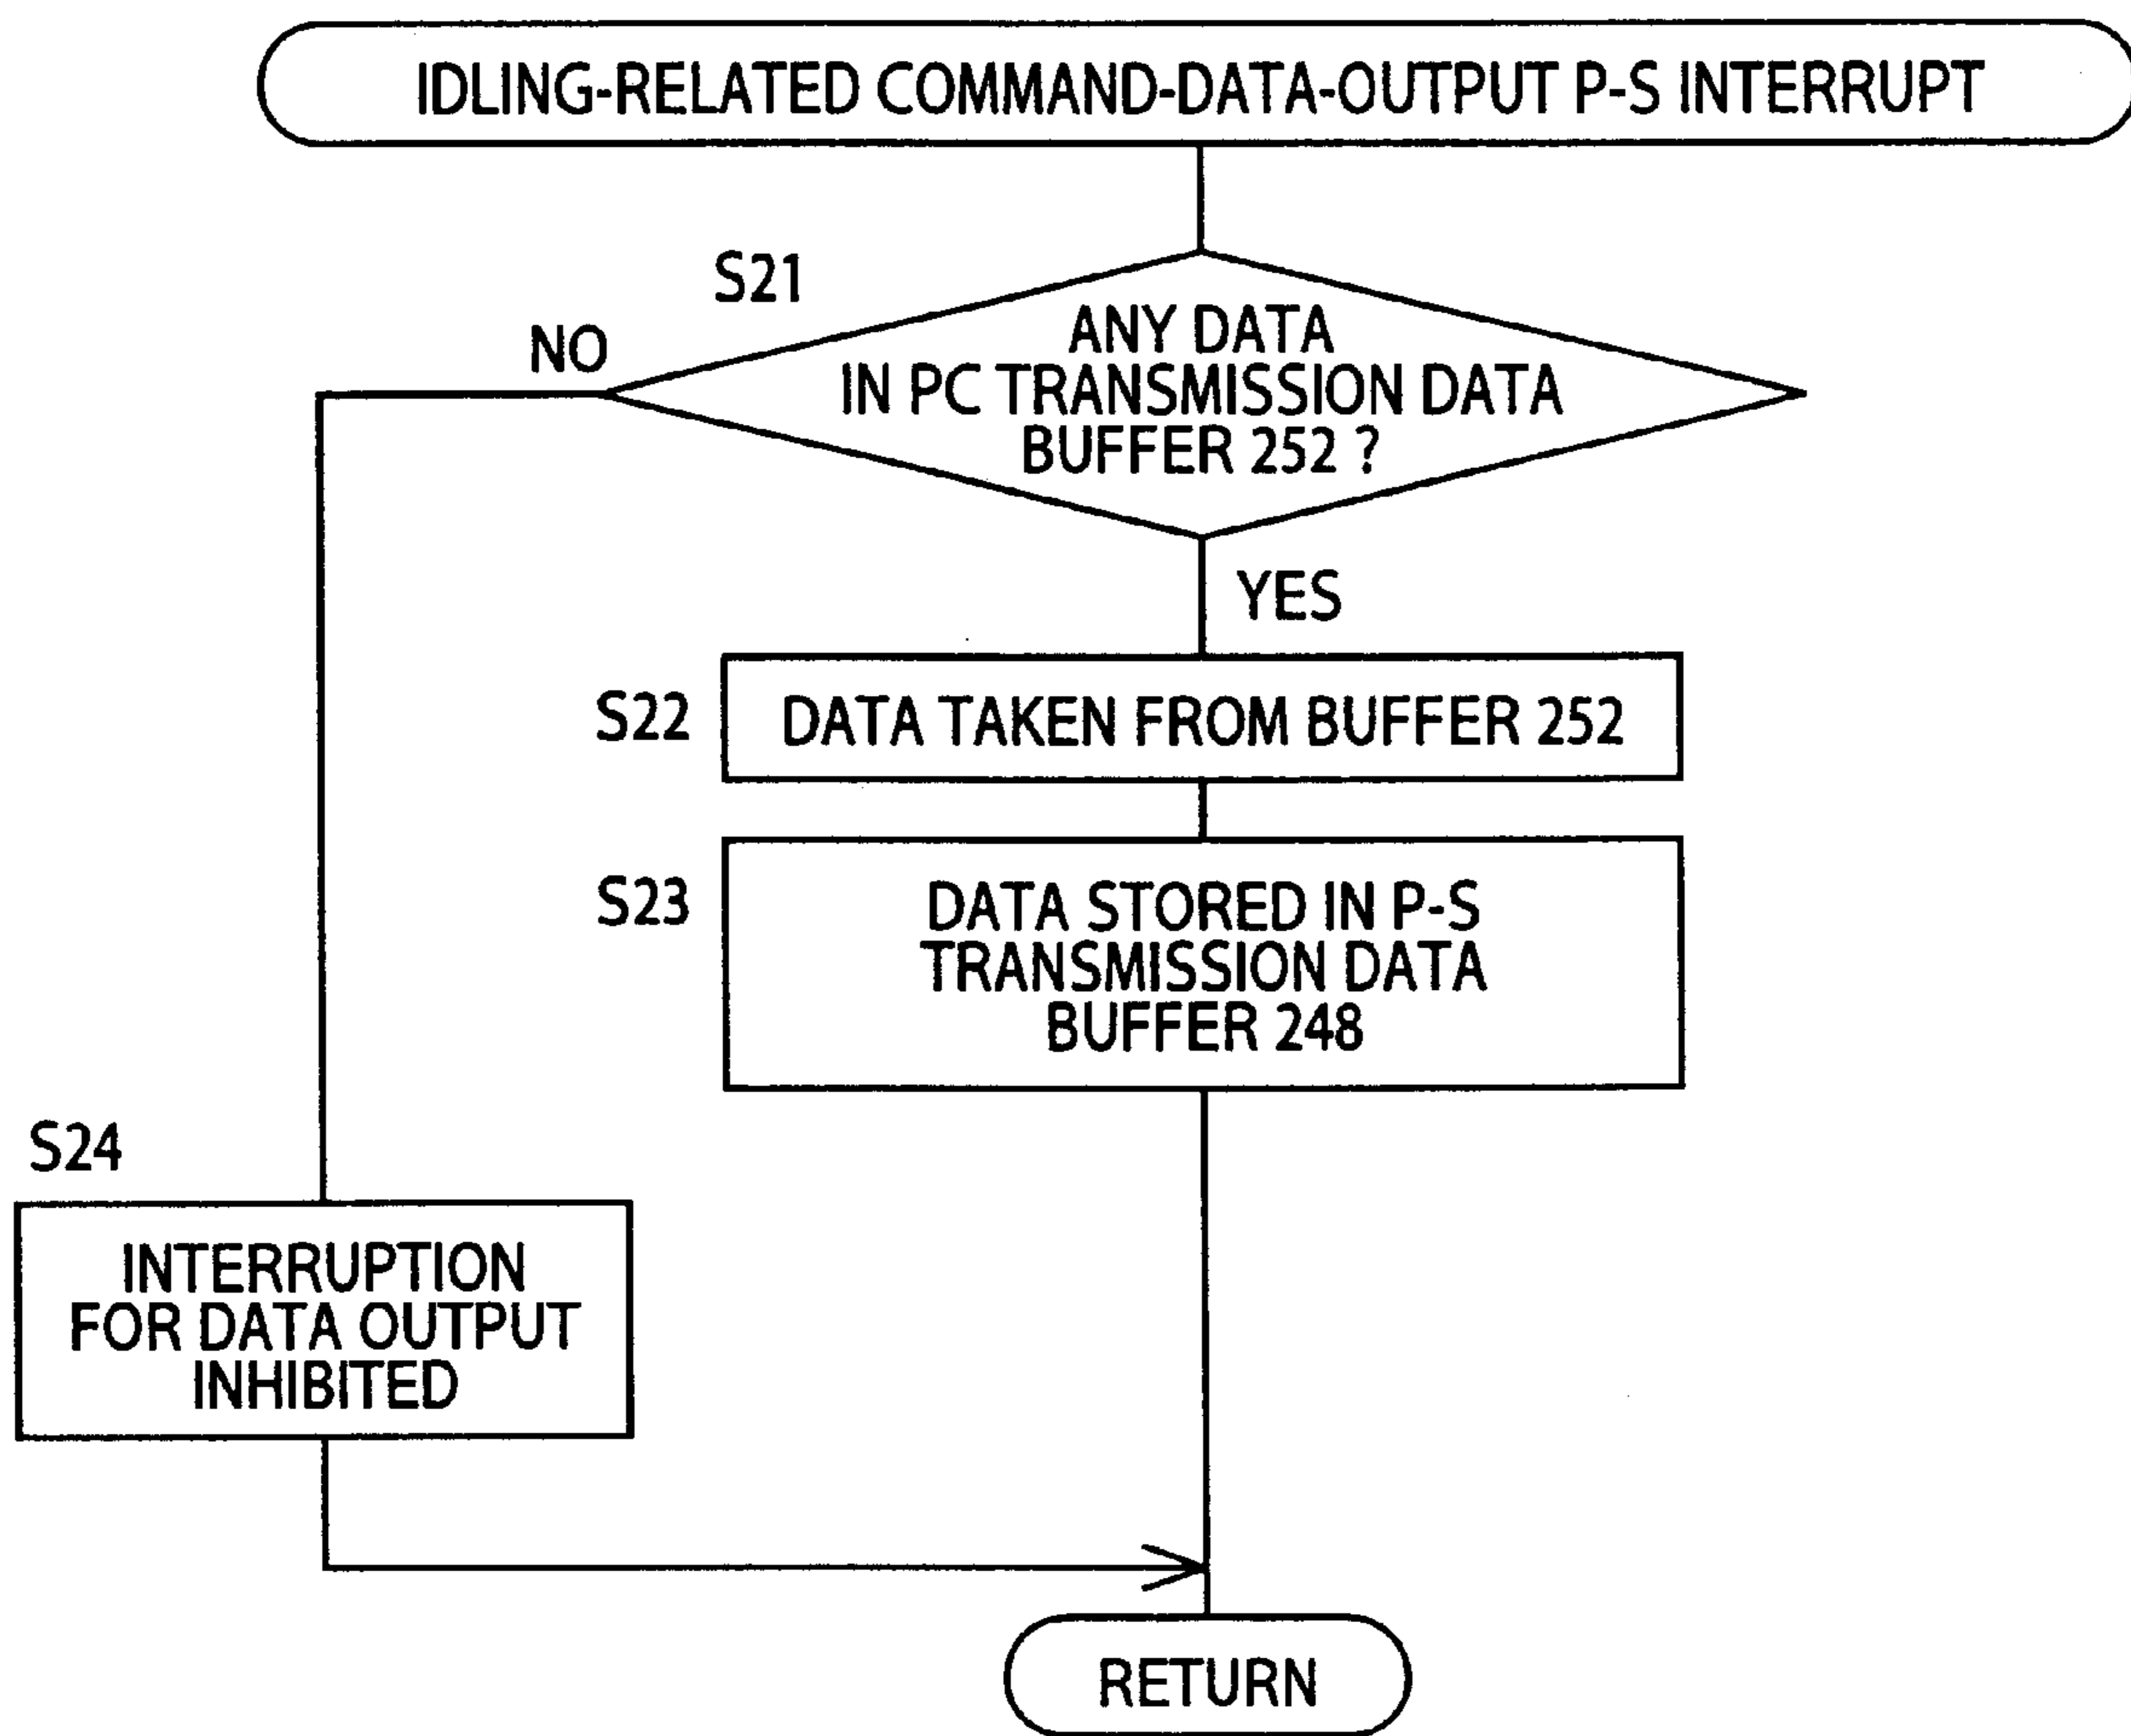 IDLING-RELATED COMMAND-DATA-OUTPUT P-S INTERRUPT
S21
NO
ANY DATA
IN PC TRANSMISSION DATA
BUFFER 252 ?
YES
S22
DATA TAKEN FROM BUFFER 252
S23
DATA STORED IN P-S
TRANSMISSION DATA
BUFFER 248
S24
INTERRUPTION
FOR DATA OUTPUT
INHIBITED
RETURN